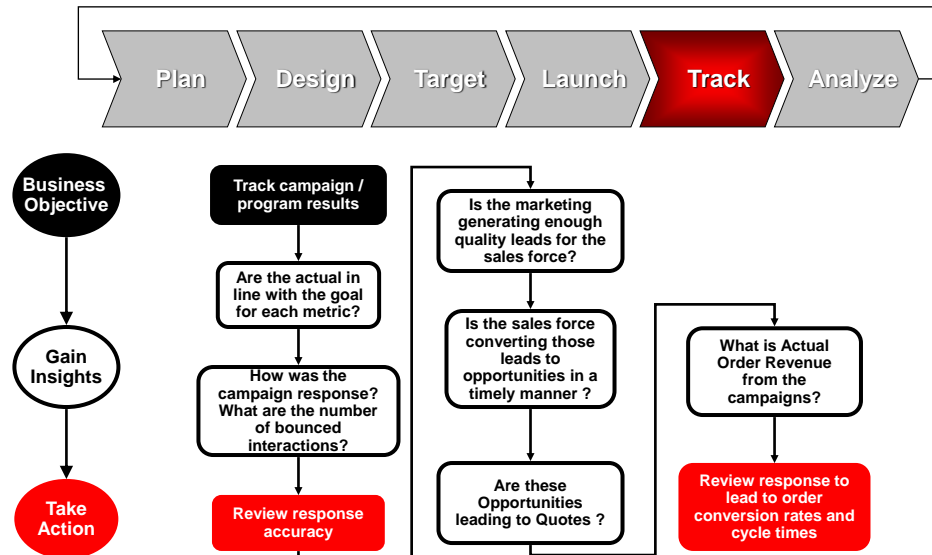 Plan
Design
Target
Launch
Track
Analyze
Business
Objective
Gain
Insights
Take
Action
Track campaign /
program results
Are the actual in
line with the goal
for each metric?
How was the
campaign response?
What are the number
of bounced
interactions?
Review response
accuracy
Is the marketing
generating enough
quality leads for the
sales force?
Is the sales force
converting those
leads to
opportunities in a
timely manner ?
Are these
Opportunities
leading to Quotes ?
What is Actual
Order Revenue
from the
campaigns?
Review response to
lead to order
conversion rates and
cycle times